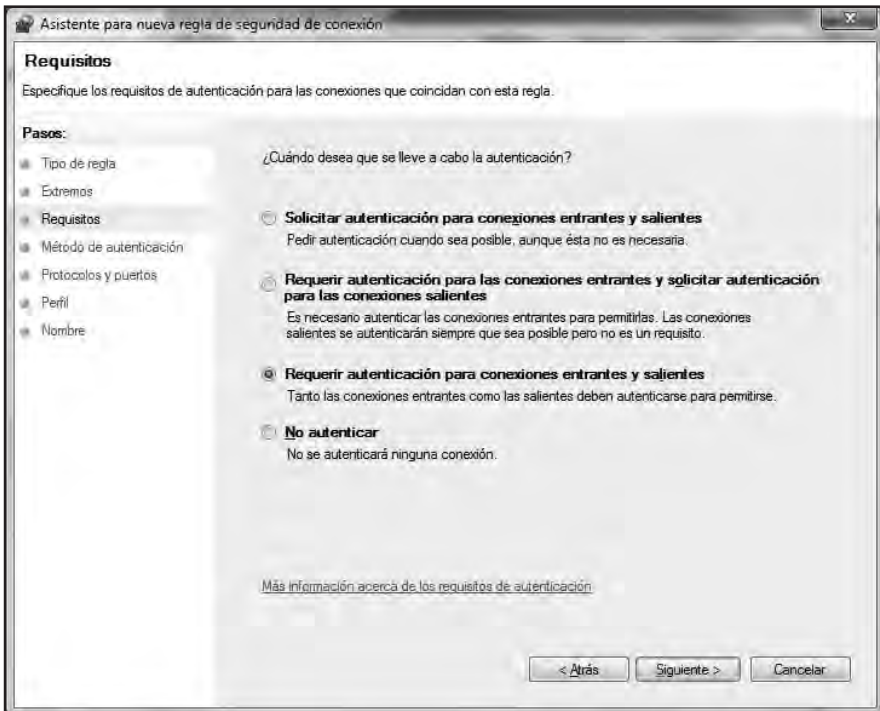 Asistente para nueva regla de seguridad de conexión
x
Requisitos
Especifique los requisitos de autenticación para las conexiones que coincidan con esta regla.
Pasos:
Tipo de regla
Extremos
Requisitos
Método de autenticación
Protocolos y puertos
Perfil
Nombre
¿Cuándo desea que se lleve a cabo la autenticación?
Solicitar autenticación para conexiones entrantes y salientes
Pedir autenticación cuando sea posible, aunque ésta no es necesaria.
Requerir autenticación para las conexiones entrantes y solicitar autenticación
para las conexiones salientes
Es necesario autenticar las conexiones entrantes para permitirlas. Las conexiones
salientes se autenticarán siempre que sea posible pero no es un requisito.
Requerir autenticación para conexiones entrantes y salientes
Tanto las conexiones entrantes como las salientes deben autenticarse para permitirse.
No autenticar
No se autenticará ninguna conexión.
Más información acerca de los requisitos de autenticación
< Atrás
Siguiente >
Cancelar